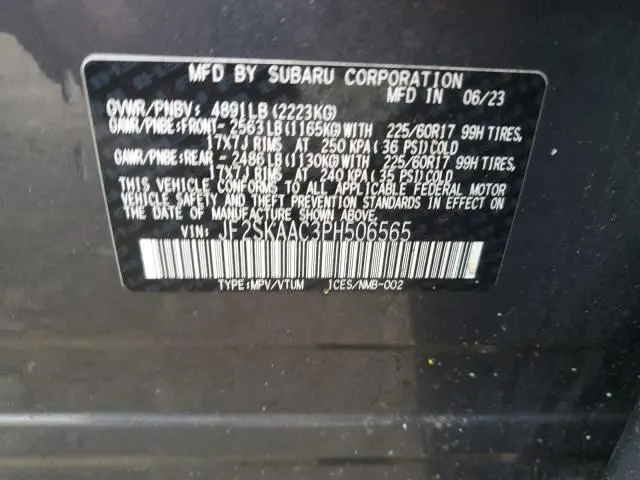 MFD BY SUBARU CORPORATION
MFD IN 06/23
GVWR/PNBV: 4891LB(2223KG)
GAWR/PNBE:FRONT- 2563LB(1165KG)WITH 225/60R17 99H TIRES,
17X7J RIMS AT 250 KPA(36 PSI)COLD
GAWR/PNBE:REAR - 2486LB(1130KG)WITH 225/60R17 99H TIRES,
17X7J RIMS AT 240 KPA(35 PSI)COLD
THIS VEHICLE CONFORMS TO ALL APPLICABLE FEDERAL MOTOR
VEHICLE SAFETY AND THEFT PREVENTION STANDARDS IN EFFECT
ON THE DATE OF MANUFACTURE SHOWN ABOVE.
VIN: JF2SKAAC3PH506565
TYPE:MPV/VTUM ICES/NMB-002